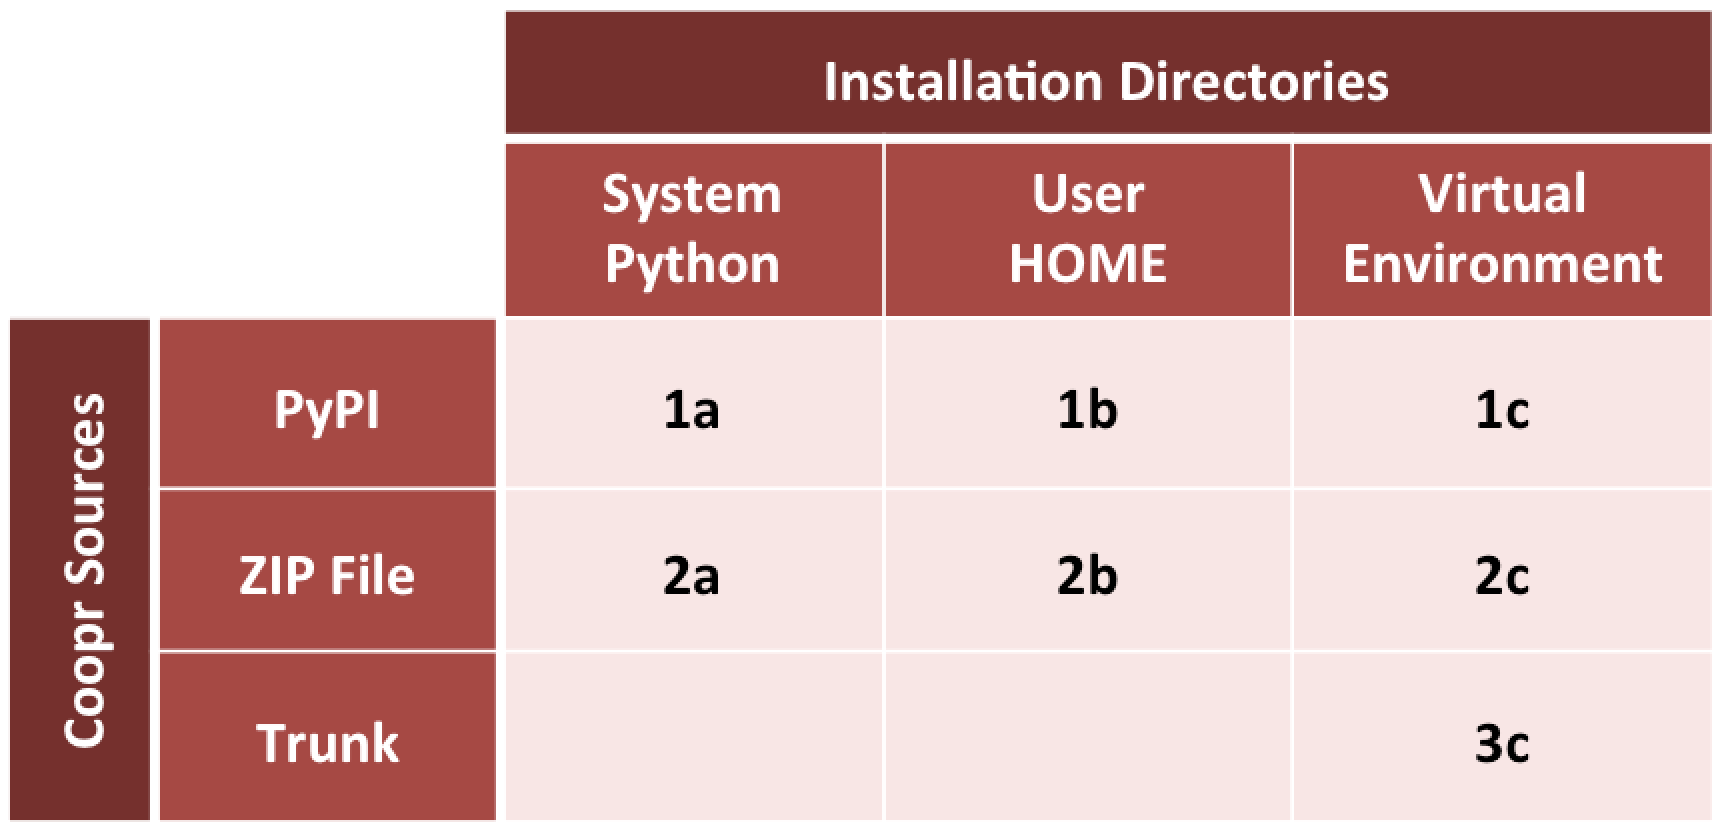 Installation Directories
System
Python
User
HOME
Virtual
Environment
Coopr Sources
PyPI
1a
1b
1c
ZIP File
2a
2b
2c
Trunk
3c